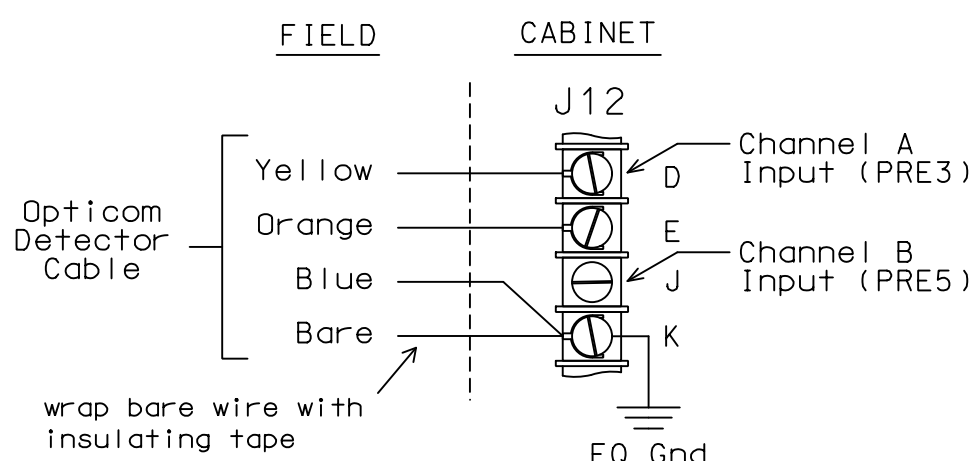 FIELD
CABINET
J12
Yellow
Orange
Blue
Bare
Opticom
Detector
Cable
D
E
J
K
Channel A
Input (PRE3)
Channel B
Input (PRE5)
wrap bare wire with
insulating tape
EQ Gnd